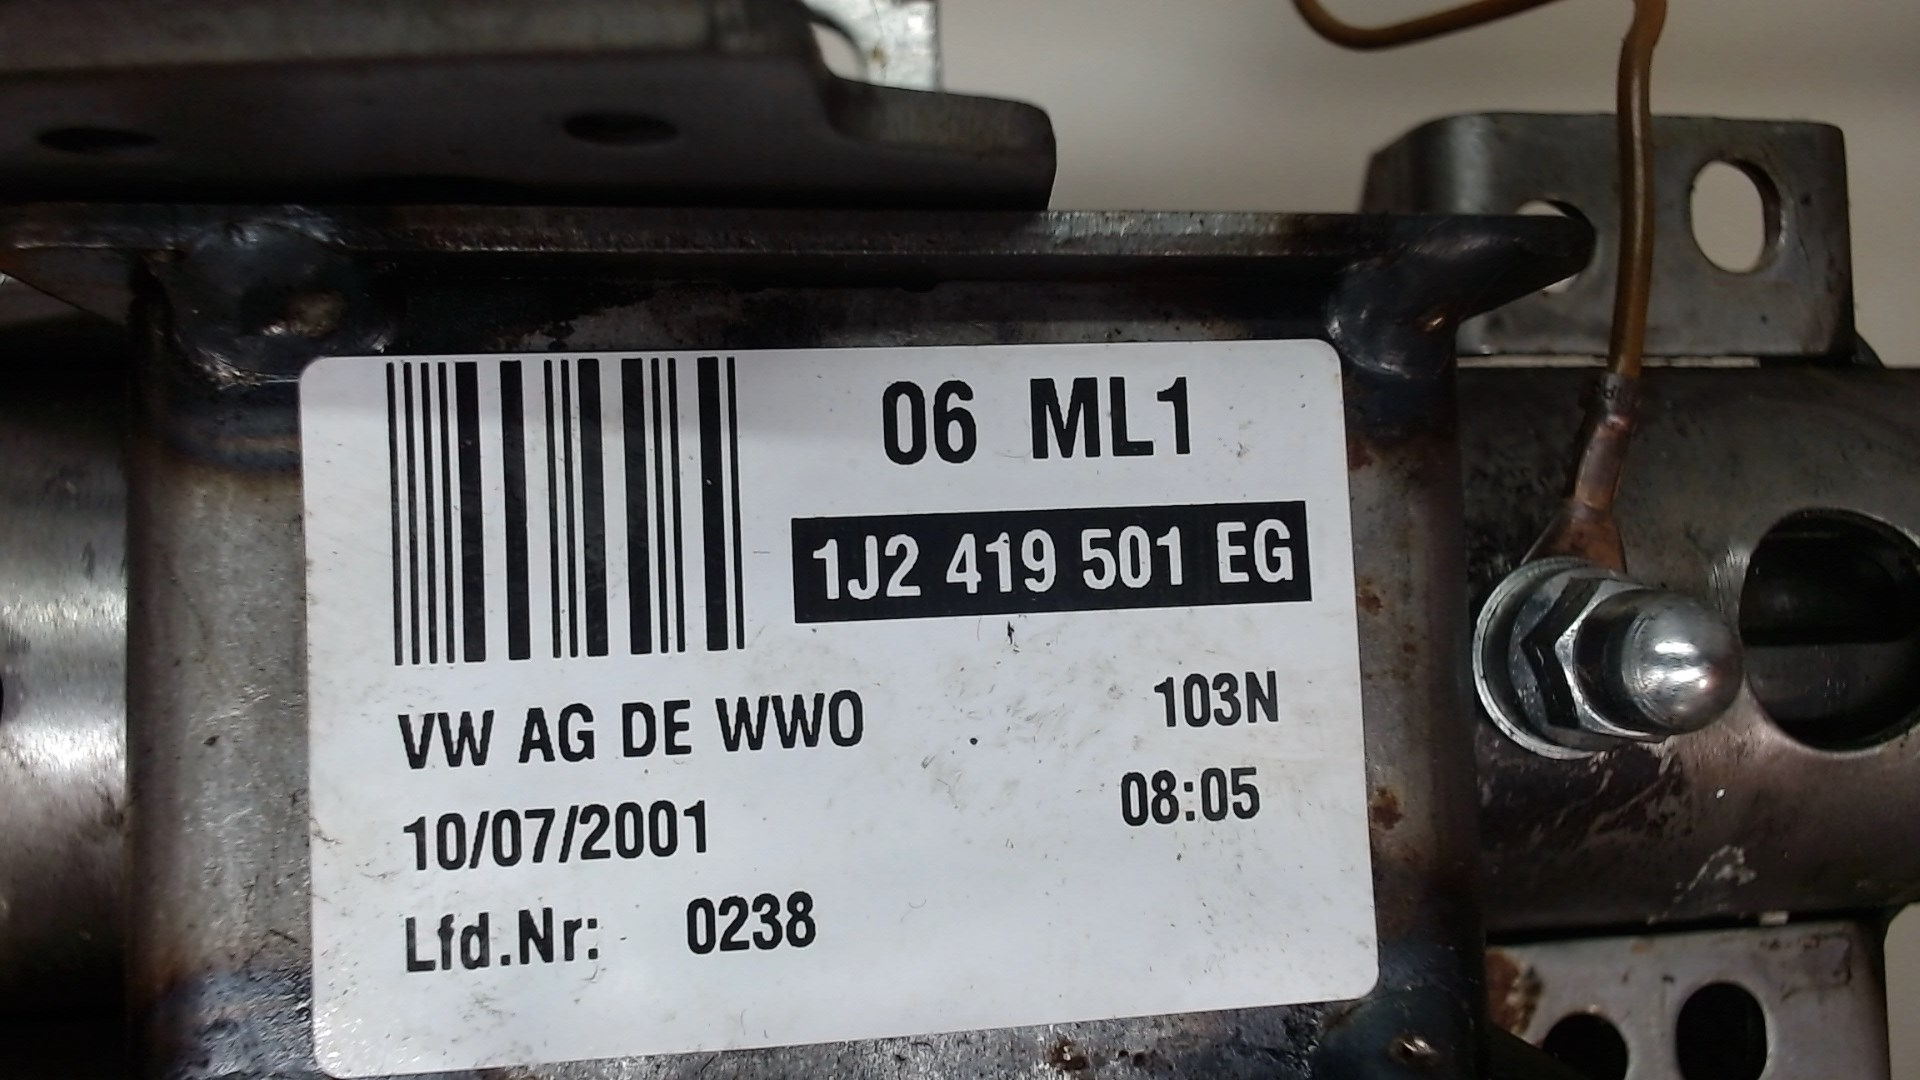 06 ML1
1J2 419 501 EG
VW AG DE WWO 103N
10/07/2001 08:05
Lfd.Nr: 0238